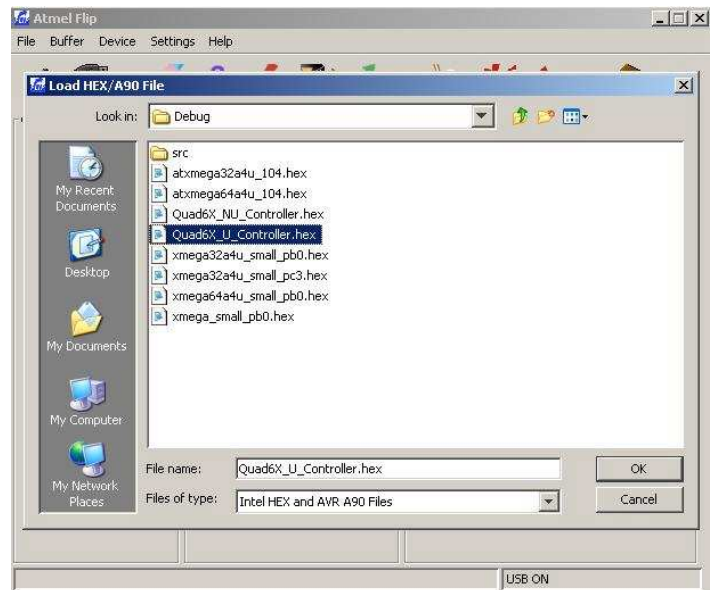 Atmel Flip
File Buffer Device Settings Help
Load HEX/A90 File
Look in: Debug
src
atxmega32a4u_104.hex
atxmega64a4u_104.hex
Quad6X_NU_Controller.hex
Quad6X_U_Controller.hex
xmega32a4u_small_pb0.hex
xmega32a4u_small_pc3.hex
xmega64a4u_small_pb0.hex
xmega_small_pb0.hex
My Recent
Documents
Desktop
My Documents
My Computer
My Network
Places
File name: Quad6X_U_Controller.hex OK
Files of type: Intel HEX and AVR A90 Files Cancel
USB ON